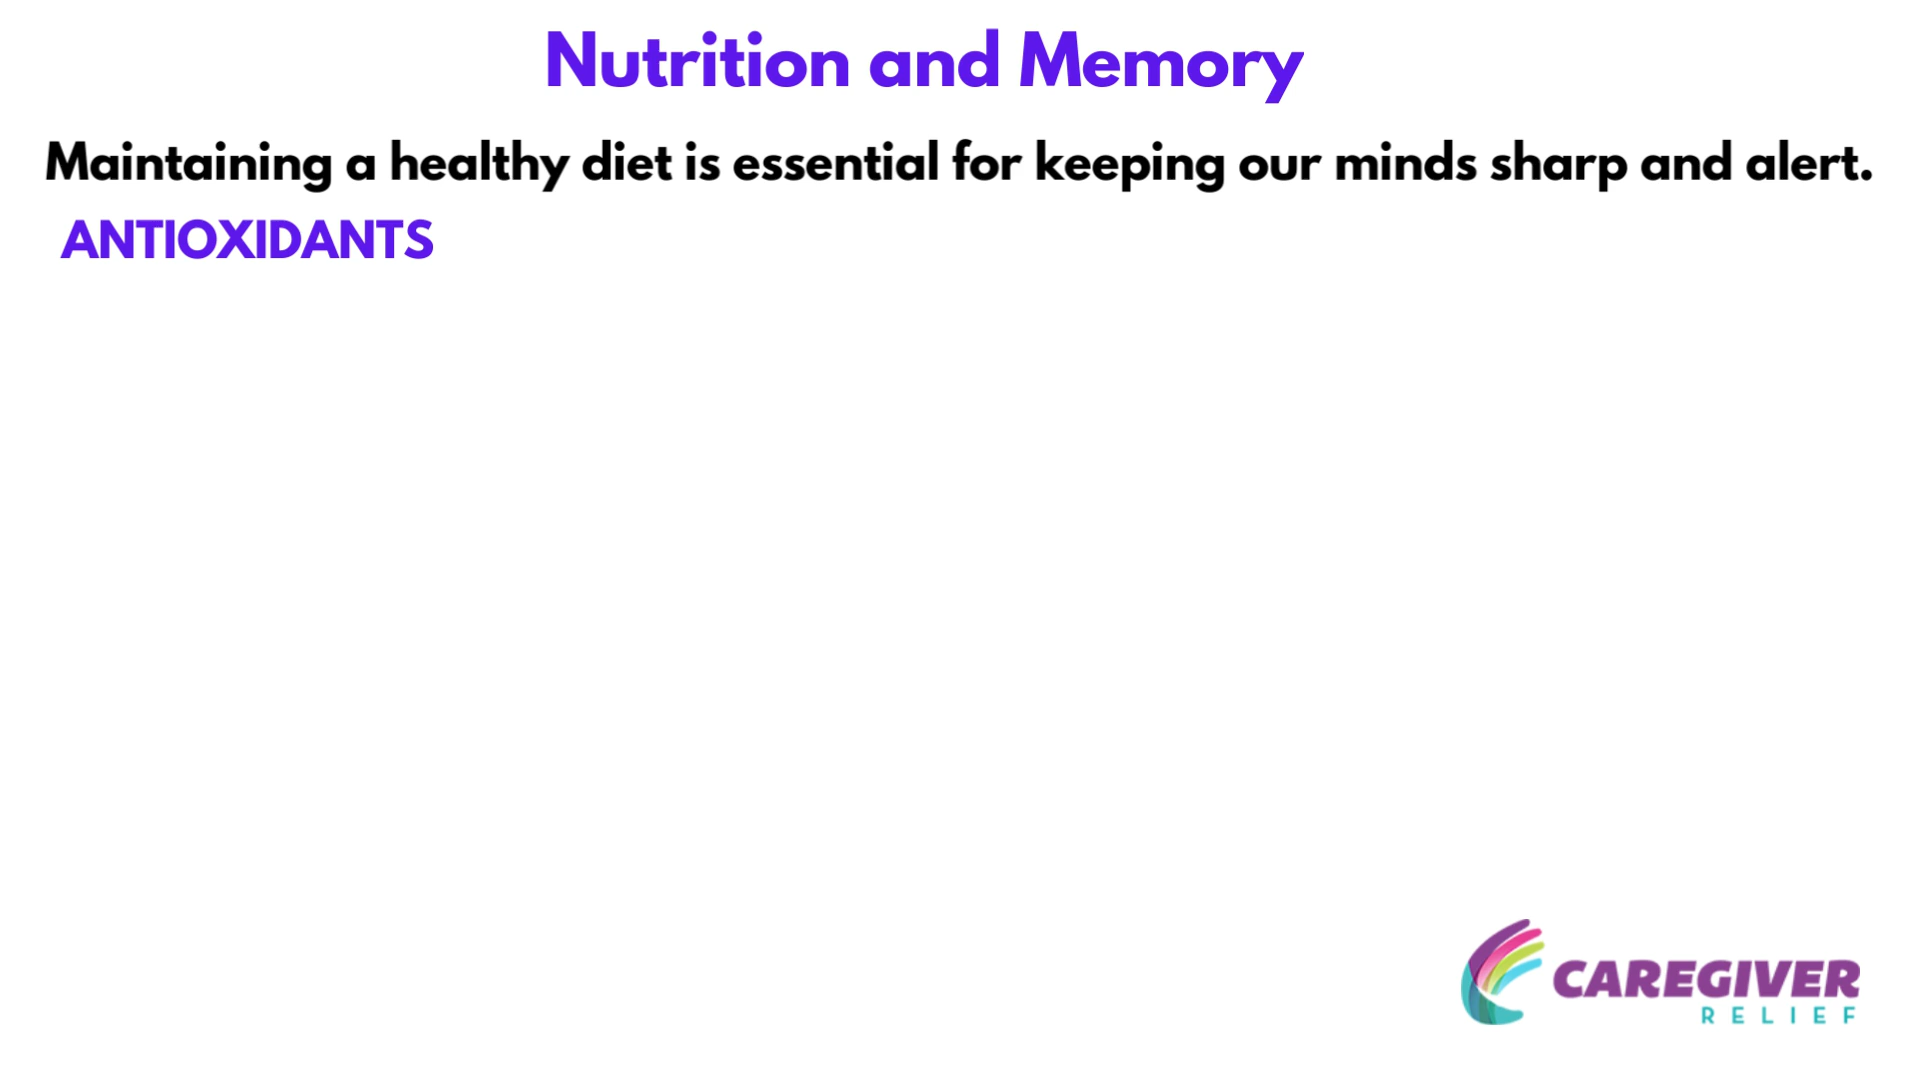 Nutrition and Memory
Maintaining a healthy diet is essential for keeping our minds sharp and alert.
ANTIOXIDANTS
CAREGIVER
RELIEF